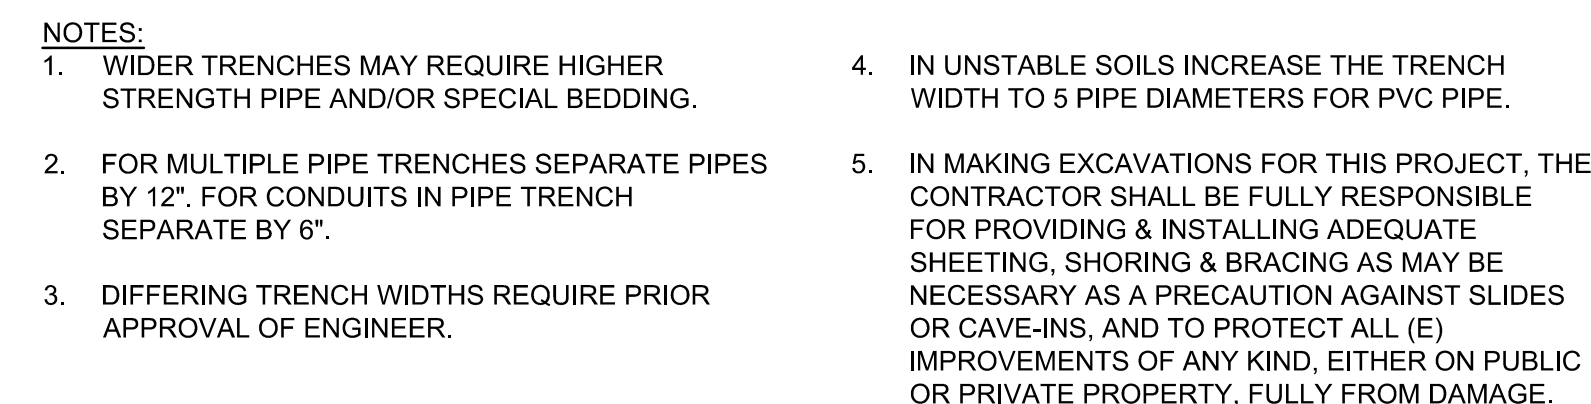 NOTES:
1. WIDER TRENCHES MAY REQUIRE HIGHER
STRENGTH PIPE AND/OR SPECIAL BEDDING.
2. FOR MULTIPLE PIPE TRENCHES SEPARATE PIPES
BY 12". FOR CONDUITS IN PIPE TRENCH
SEPARATE BY 6".
3. DIFFERING TRENCH WIDTHS REQUIRE PRIOR
APPROVAL OF ENGINEER.
4. IN UNSTABLE SOILS INCREASE THE TRENCH
WIDTH TO 5 PIPE DIAMETERS FOR PVC PIPE.
5. IN MAKING EXCAVATIONS FOR THIS PROJECT, THE
CONTRACTOR SHALL BE FULLY RESPONSIBLE
FOR PROVIDING & INSTALLING ADEQUATE
SHEETING, SHORING & BRACING AS MAY BE
NECESSARY AS A PRECAUTION AGAINST SLIDES
OR CAVE-INS, AND TO PROTECT ALL (E)
IMPROVEMENTS OF ANY KIND, EITHER ON PUBLIC
OR PRIVATE PROPERTY, FULLY FROM DAMAGE.